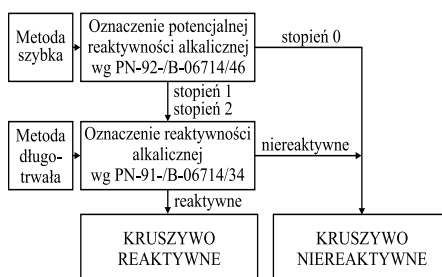 Metoda
szybka
Oznaczenie potencjalnej
reaktywności alkalicznej
wg PN-92-/B-06714/46
stopień 0
stopień 1
stopień 2
Metoda
długo-
trwała
Oznaczenie reaktywności
alkalicznej
wg PN-91-/B-06714/34
niereaktywne
reaktywne
KRUSZYWO
REAKTYWNE
KRUSZYWO
NIEREAKTYWNE